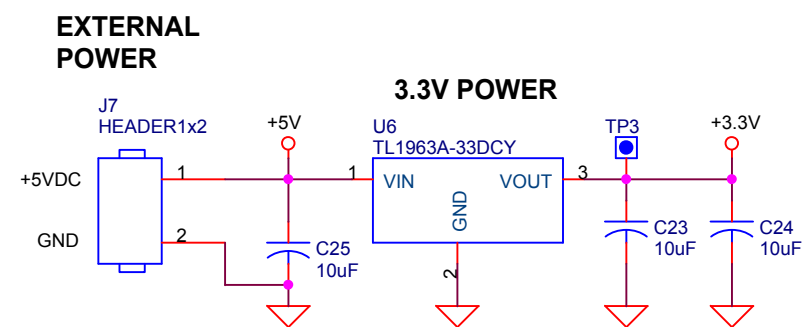 EXTERNAL
POWER
3.3V POWER
J7
HEADER1x2
+5V
U6
TL1963A-33DCY
TP3
+3.3V
+5VDC
1
1
VIN
VOUT
3
GND
GND
2
2
C25
10uF
C23
10uF
C24
10uF